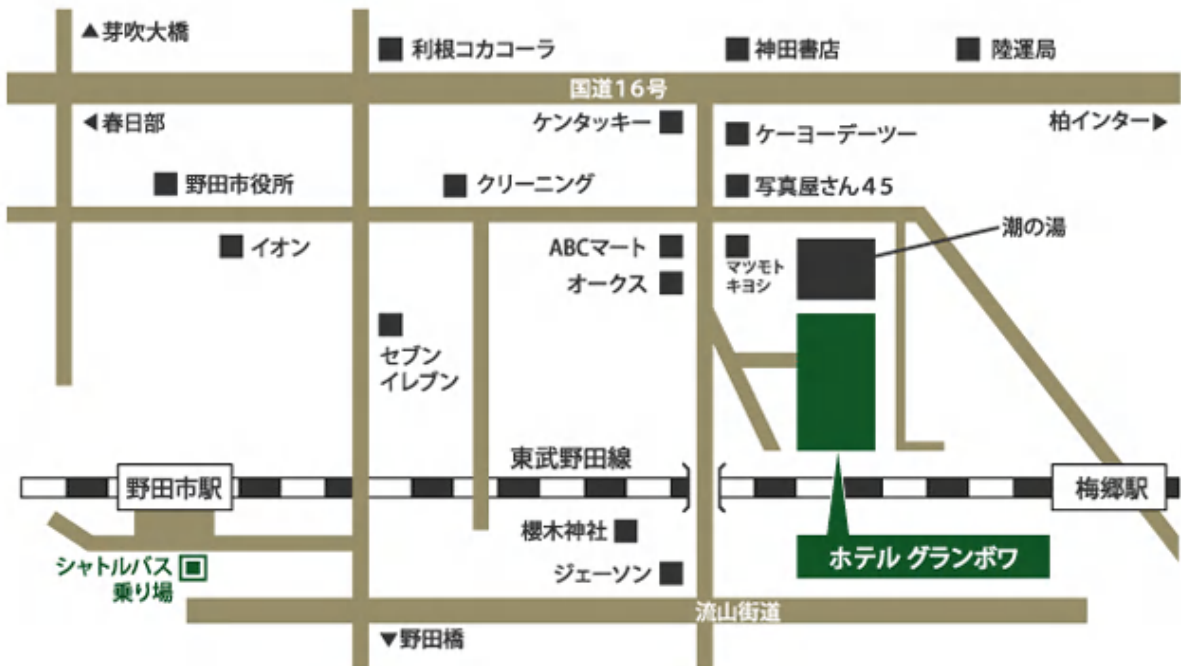 ▲芽吹大橋
利根コカコーラ
神田書店
陸運局
国道16号
◀春日部
ケンタッキー
ケーヨーデーツー
柏インター▶
野田市役所
クリーニング
写真屋さん45
潮の湯
イオン
ABCマート
マツモト
キヨシ
オークス
セブン
イレブン
東武野田線
野田市駅
梅郷駅
櫻木神社
ホテル グランボワ
シャトルバス
乗り場
ジェーソン
流山街道
▼野田橋